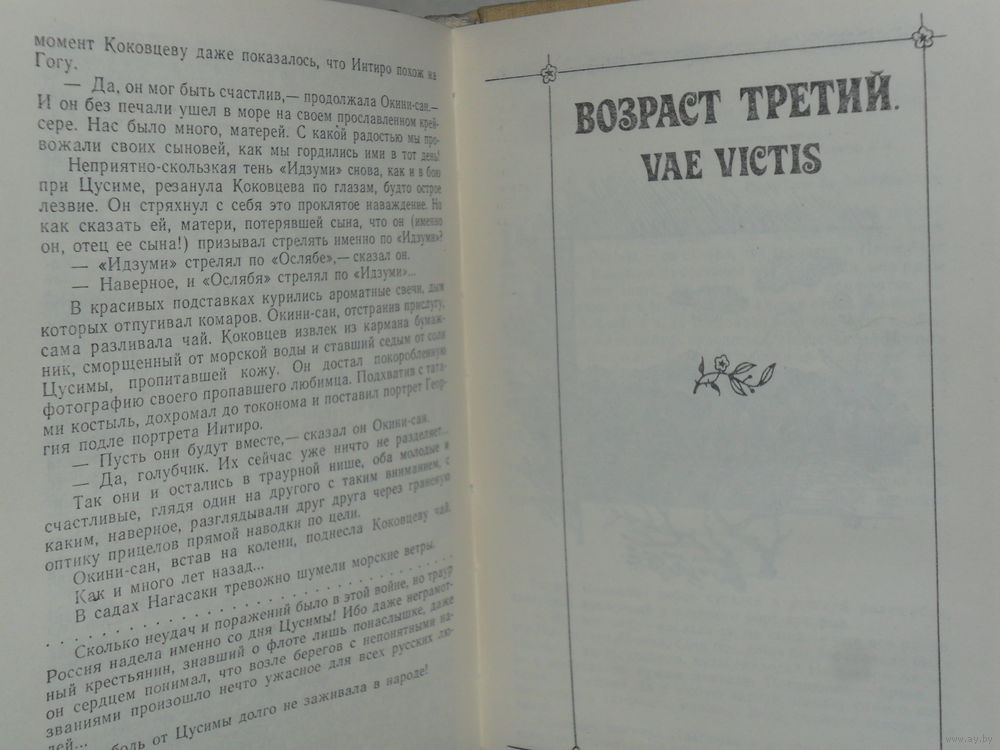 момент Коковцеву даже показалось, что Интиро похож на
Гогу.
— Да, он мог быть счастлив,— продолжала Окини-сан.—
И он без печали ушел в море на своем прославленном крей-
сере. Нас было много, матерей. С какой радостью мы про-
вожали своих сыновей, как мы гордились ими в тот день!
Неприятно-скользкая тень «Идзуми» снова, как и в бою
при Цусиме, резанула Коковцева по глазам, будто острое
лезвие. Он стряхнул с себя это проклятое наваждение. Но
как сказать ей, матери, потерявшей сына, что он (именно
он, отец ее сына!) призывал стрелять именно по «Идзуми»?
— «Идзуми» стрелял по «Ослябе»,— сказал он.
— Наверное, и «Ослябя» стрелял по «Идзуми»...
В красивых подставках курились ароматные свечи, дым
которых отпугивал комаров. Окини-сан, отстранив прислугу,
сама разливала чай. Коковцев извлек из кармана бумаж-
ник, сморщенный от морской воды и ставший седым от соли
Цусимы, пропитавшей кожу. Он достал покоробленную
фотографию своего пропавшего любимца. Подхватив с тата-
ми костыль, дохромал до токонома и поставил портрет Геор-
гия подле портрета Интиро.
— Пусть они будут вместе,— сказал он Окини-сан.
— Да, голубчик. Их сейчас уже ничто не разделяет...
Так они и остались в траурной нише, оба молодые и
счастливые, глядя один на другого с таким вниманием, с
каким, наверное, разглядывали друг друга через граненую
оптику прицелов прямой наводки по цели.
Окини-сан, встав на колени, поднесла Коковцеву чай.
Как и много лет назад...
В садах Нагасаки тревожно шумели морские ветры.
. . . . . . . . . . . . . . . . . . . . . . . . . . .
Сколько неудач и поражений было в этой войне, но траур
Россия надела именно со дня Цусимы! Ибо даже неграмот-
ный крестьянин, знавший о флоте лишь понаслышке, даже
он сердцем понимал, что возле берегов с непонятными на-
званиями произошло нечто ужасное для всех русских лю-
дей...
боль от Цусимы долго не заживала в народе!
ВОЗРАСТ ТРЕТИЙ.
VAE VICTIS
www.ay.by